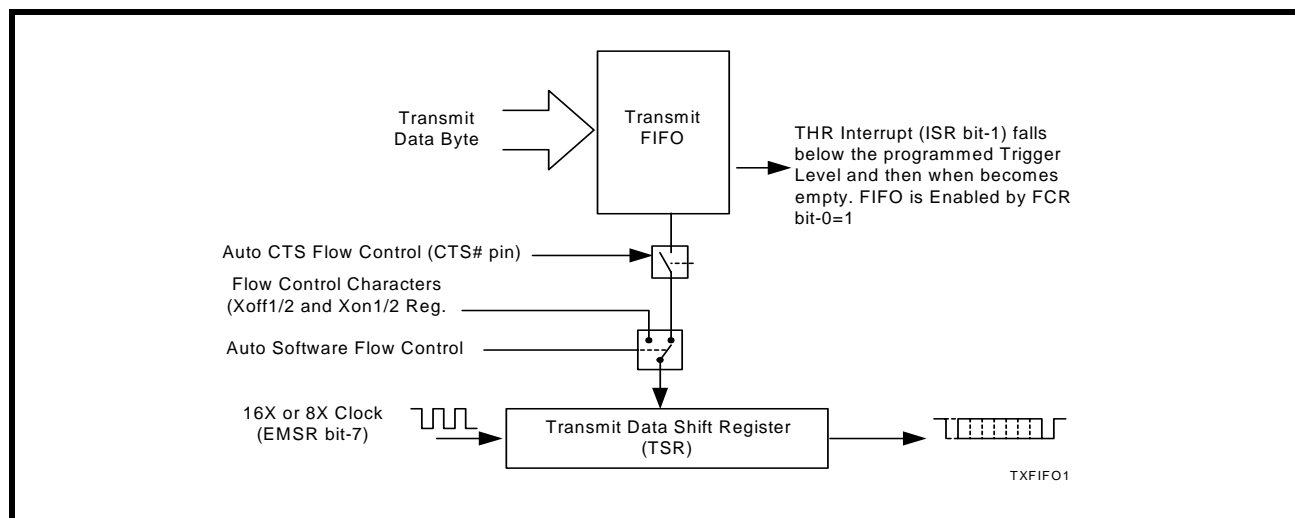 Transmit
Data Byte
Transmit
FIFO
THR Interrupt (ISR bit-1) falls
below the programmed Trigger
Level and then when becomes
empty. FIFO is Enabled by FCR
bit-0=1
Auto CTS Flow Control (CTS# pin)
Flow Control Characters
(Xoff1/2 and Xon1/2 Reg.
Auto Software Flow Control
16X or 8X Clock
(EMSR bit-7)
Transmit Data Shift Register
(TSR)
TXFIFO1